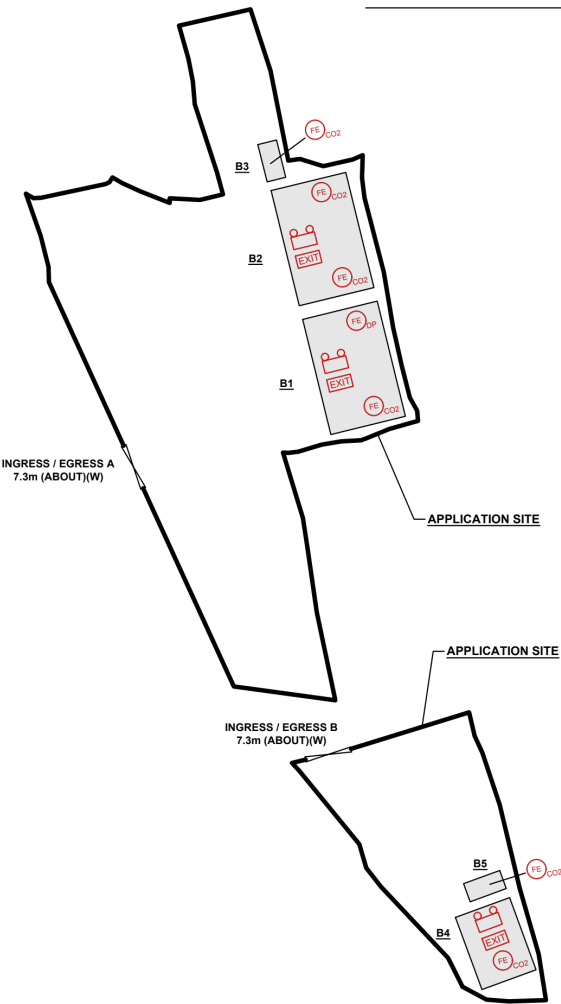 FE CO2
B3
FE CO2
B2
EXIT
FE CO2
FE DP
B1
EXIT
FE CO2
INGRESS / EGRESS A
7.3m (ABOUT)(W)
APPLICATION SITE
APPLICATION SITE
INGRESS / EGRESS B
7.3m (ABOUT)(W)
B5
FE CO2
B4
EXIT
FE CO2